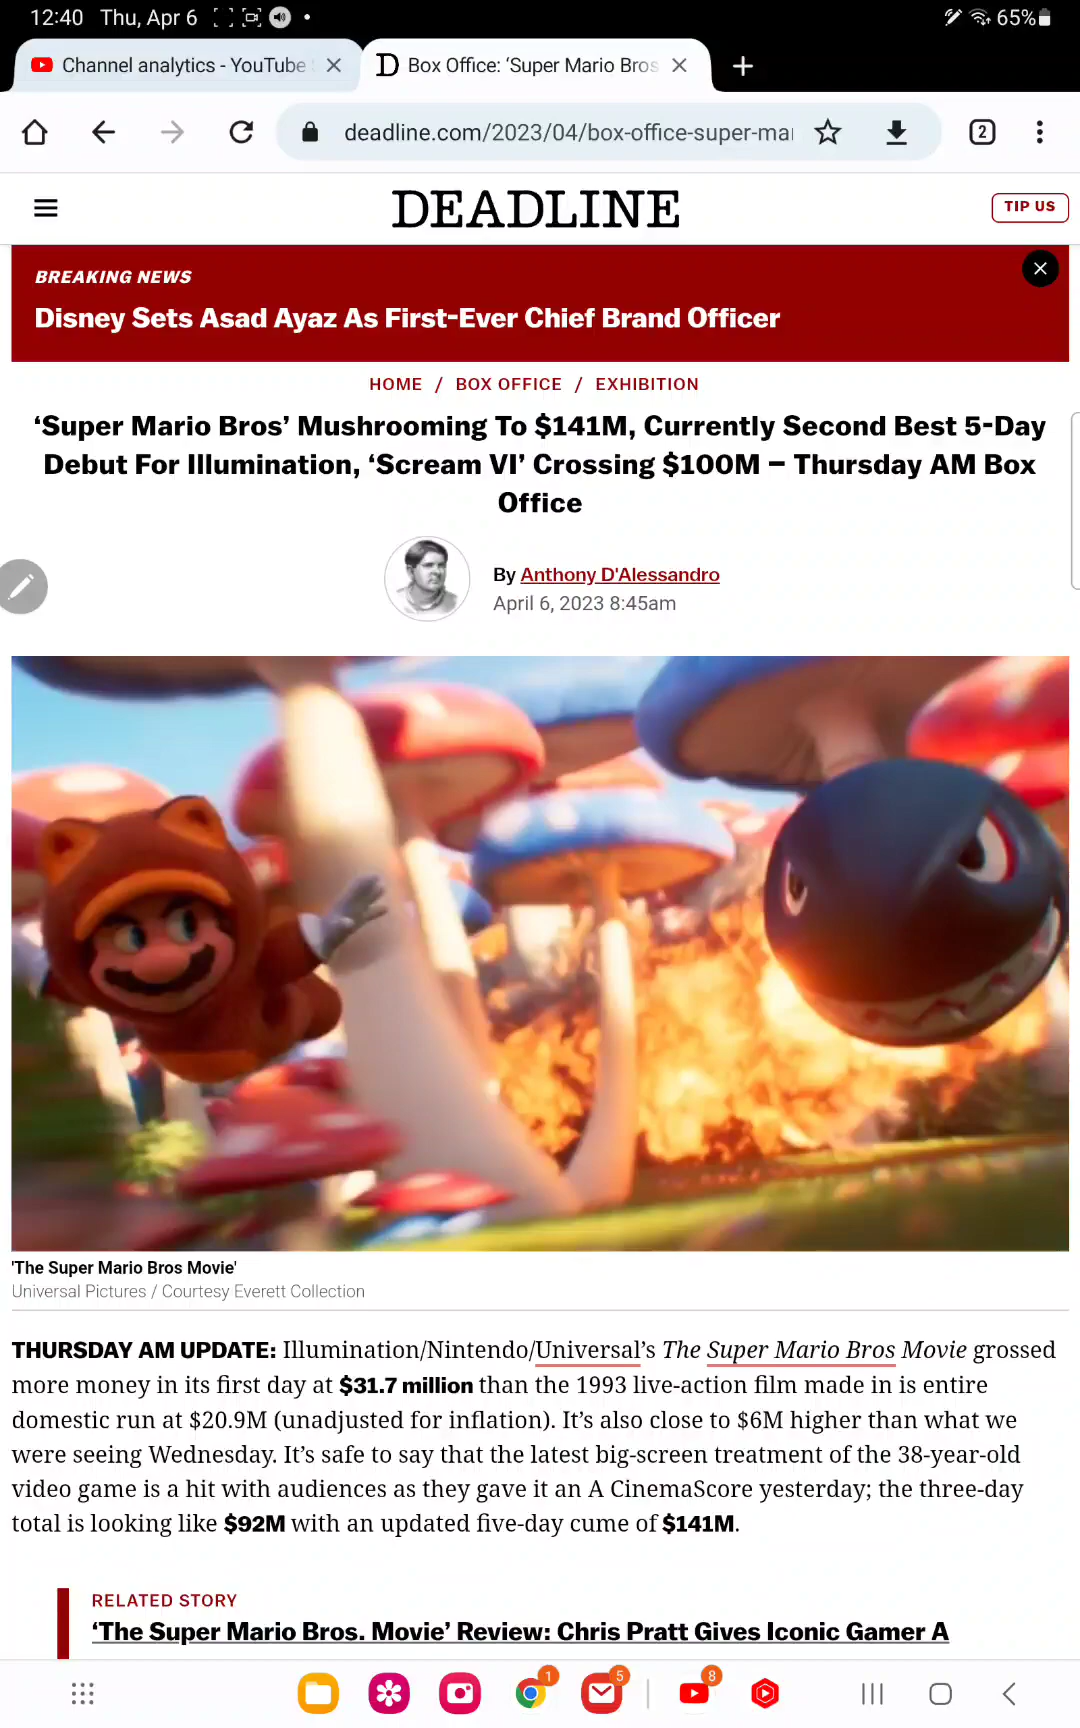 12:40 Thu, Apr 6 65%
Channel analytics - YouTube
Box Office: ‘Super Mario Bros
deadline.com/2023/04/box-office-super-mar
2
DEADLINE
TIP US
BREAKING NEWS
Disney Sets Asad Ayaz As First-Ever Chief Brand Officer
HOME / BOX OFFICE / EXHIBITION
‘Super Mario Bros’ Mushrooming To $141M, Currently Second Best 5-Day
Debut For Illumination, ‘Scream VI’ Crossing $100M – Thursday AM Box
Office
By Anthony D'Alessandro
April 6, 2023 8:45am
'The Super Mario Bros Movie'
Universal Pictures / Courtesy Everett Collection
THURSDAY AM UPDATE: Illumination/Nintendo/Universal’s The Super Mario Bros Movie grossed
more money in its first day at $31.7 million than the 1993 live-action film made in is entire
domestic run at $20.9M (unadjusted for inflation). It’s also close to $6M higher than what we
were seeing Wednesday. It’s safe to say that the latest big-screen treatment of the 38-year-old
video game is a hit with audiences as they gave it an A CinemaScore yesterday; the three-day
total is looking like $92M with an updated five-day cume of $141M.
RELATED STORY
‘The Super Mario Bros. Movie’ Review: Chris Pratt Gives Iconic Gamer A
1 5 8